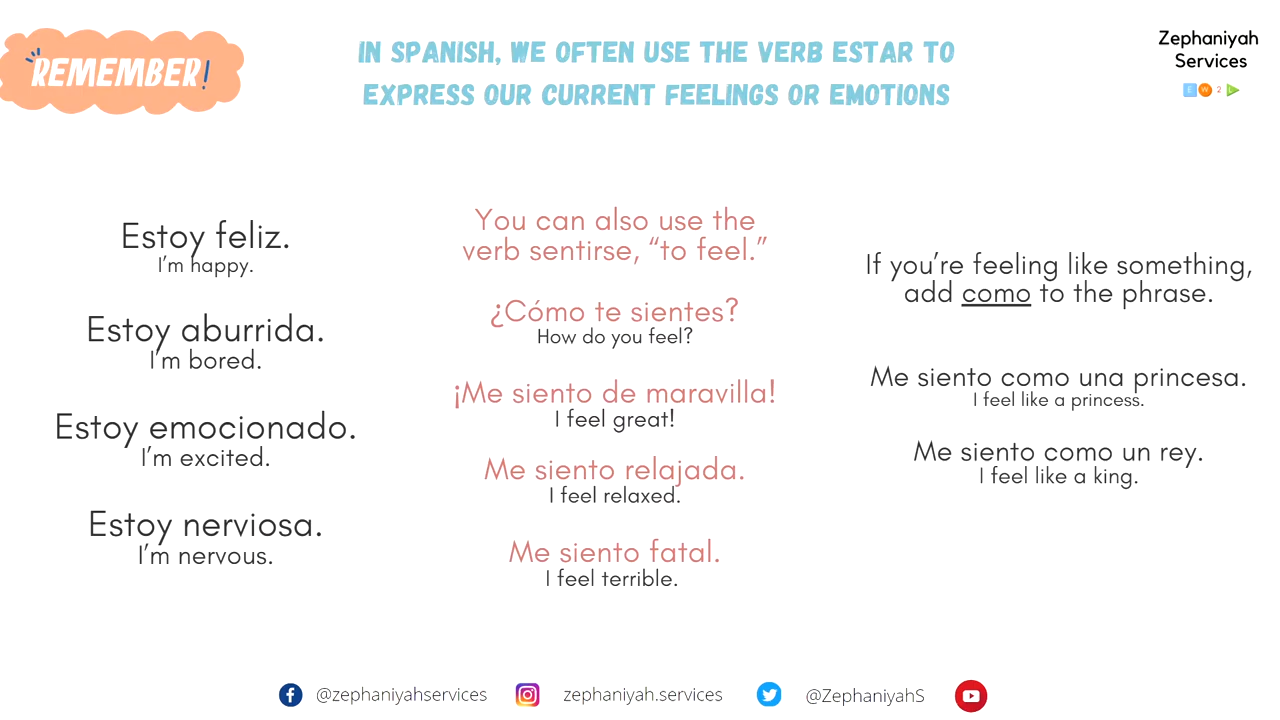 REMEMBER!
IN SPANISH, WE OFTEN USE THE VERB ESTAR TO
EXPRESS OUR CURRENT FEELINGS OR EMOTIONS
Zephaniyah
Services
E W 2 L
Estoy feliz.
I'm happy.
Estoy aburrida.
I'm bored.
Estoy emocionado.
I'm excited.
Estoy nerviosa.
I'm nervous.
You can also use the
verb sentirse, “to feel.”
¿Cómo te sientes?
How do you feel?
¡Me siento de maravilla!
I feel great!
Me siento relajada.
I feel relaxed.
Me siento fatal.
I feel terrible.
If you're feeling like something,
add como to the phrase.
Me siento como una princesa.
I feel like a princess.
Me siento como un rey.
I feel like a king.
@zephaniyahservices zephaniyah.services @ZephaniyahS